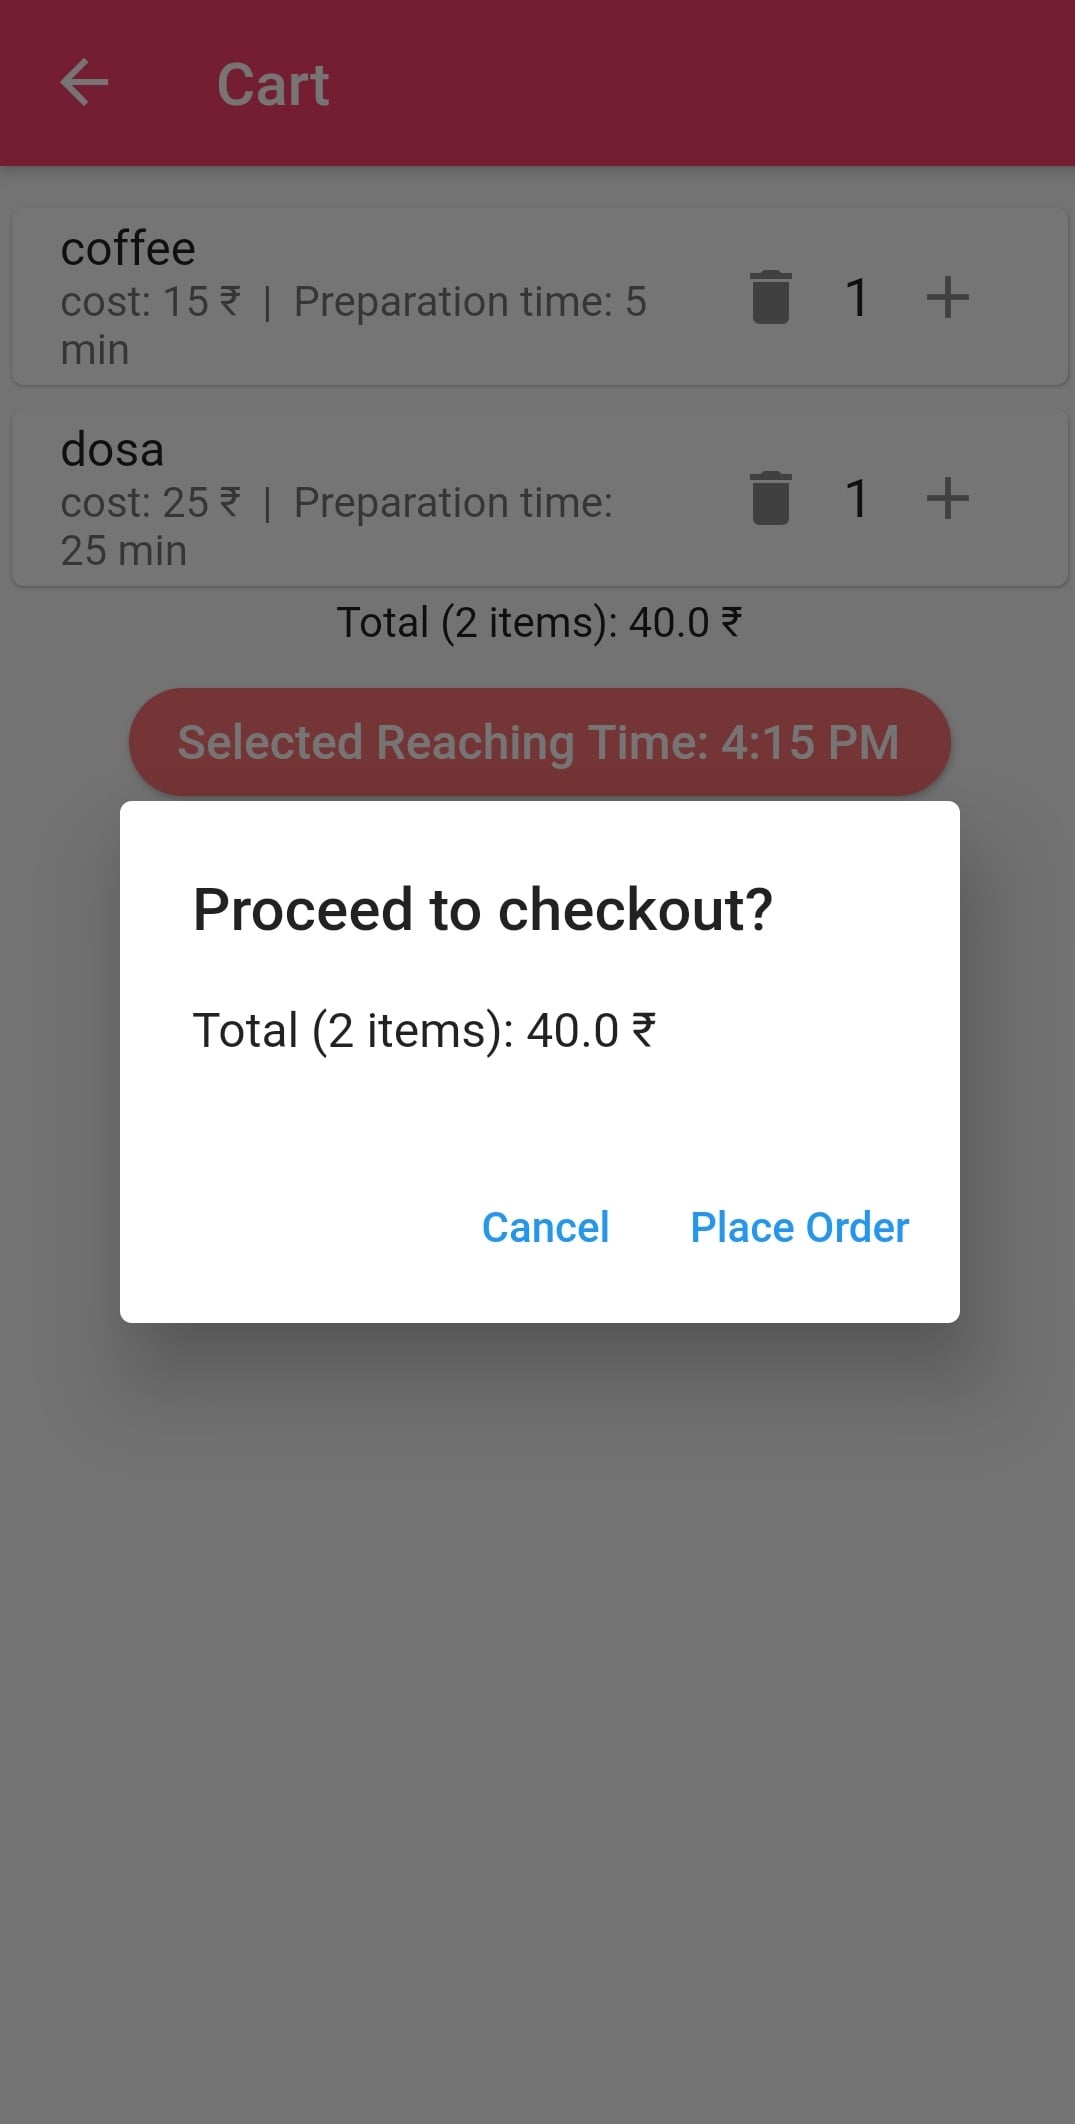 Cart
coffee
cost: 15 ₹ | Preparation time: 5
min
1
dosa
cost: 25 ₹ | Preparation time:
25 min
1
Total (2 items): 40.0 ₹
Selected Reaching Time: 4:15 PM
Proceed to checkout?
Total (2 items): 40.0 ₹
Cancel Place Order